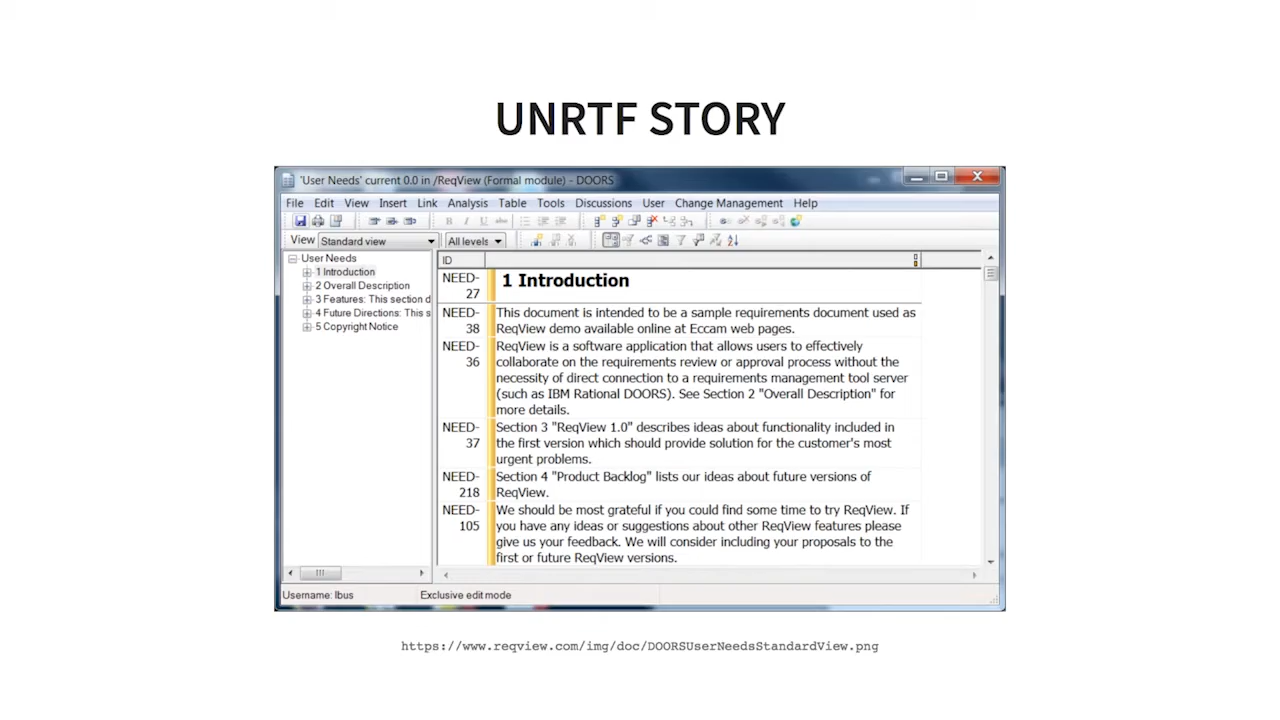 UNRTF STORY
'User Needs' current 0.0 in /ReqView (Formal module) - DOORS
File Edit View Insert Link Analysis Table Tools Discussions User Change Management Help
B I U abc
View Standard view All levels
User Needs
1 Introduction
2 Overall Description
3 Features: This section d
4 Future Directions: This s
5 Copyright Notice
ID
NEED-
27
1 Introduction
NEED-
38
This document is intended to be a sample requirements document used as
ReqView demo available online at Eccam web pages.
NEED-
36
ReqView is a software application that allows users to effectively
collaborate on the requirements review or approval process without the
necessity of direct connection to a requirements management tool server
(such as IBM Rational DOORS). See Section 2 "Overall Description" for
more details.
NEED-
37
Section 3 "ReqView 1.0" describes ideas about functionality included in
the first version which should provide solution for the customer's most
urgent problems.
NEED-
218
Section 4 "Product Backlog" lists our ideas about future versions of
ReqView.
NEED-
105
We should be most grateful if you could find some time to try ReqView. If
you have any ideas or suggestions about other ReqView features please
give us your feedback. We will consider including your proposals to the
first or future ReqView versions.
Username: lbus Exclusive edit mode
https://www.reqview.com/img/doc/DOORSUserNeedsStandardView.png